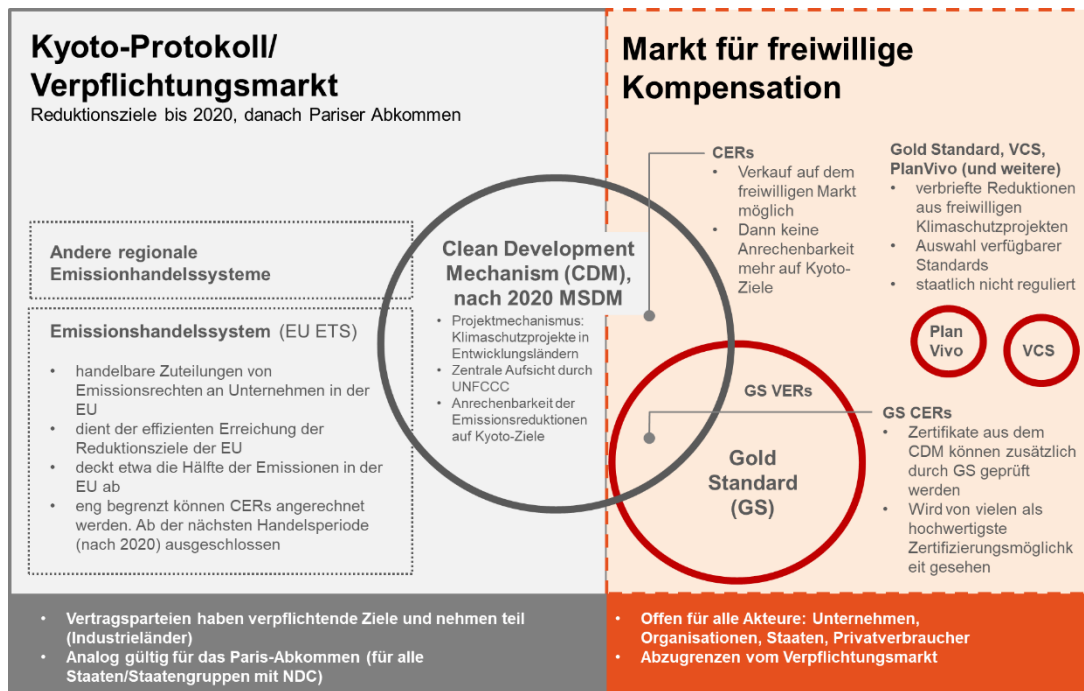 Kyoto-Protokoll/
Verpflichtungsmarkt
Reduktionsziele bis 2020, danach Pariser Abkommen
Andere regionale
Emissionhandelssysteme
Emissionshandelssystem (EU ETS)
• handelbare Zuteilungen von
Emissionsrechten an Unternehmen in der
EU
• dient der effizienten Erreichung der
Reduktionsziele der EU
• deckt etwa die Hälfte der Emissionen in der
EU ab
• eng begrenzt können CERs angerechnet
werden. Ab der nächsten Handelsperiode
(nach 2020) ausgeschlossen
Clean Development
Mechanism (CDM),
nach 2020 MSDM
• Projektmechanismus:
Klimaschutzprojekte in
Entwicklungsländern
• Zentrale Aufsicht durch
UNFCCC
• Anrechenbarkeit der
Emissionsreduktionen
auf Kyoto-Ziele
Markt für freiwillige
Kompensation
CERs
• Verkauf auf dem
freiwilligen Markt
möglich
• Dann keine
Anrechenbarkeit
mehr auf Kyoto-
Ziele
Gold Standard, VCS,
PlanVivo (und weitere)
• verbriefte Reduktionen
aus freiwilligen
Klimaschutzprojekten
• Auswahl verfügbarer
Standards
• staatlich nicht reguliert
Plan
Vivo
VCS
GS VERs
Gold
Standard
(GS)
GS CERs
• Zertifikate aus dem
CDM können zusätzlich
durch GS geprüft
werden
• Wird von vielen als
hochwertigste
Zertifizierungsmöglichk
eit gesehen
• Vertragsparteien haben verpflichtende Ziele und nehmen teil
(Industrieländer)
• Analog gültig für das Paris-Abkommen (für alle
Staaten/Staatengruppen mit NDC)
• Offen für alle Akteure: Unternehmen,
Organisationen, Staaten, Privatverbraucher
• Abzugrenzen vom Verpflichtungsmarkt